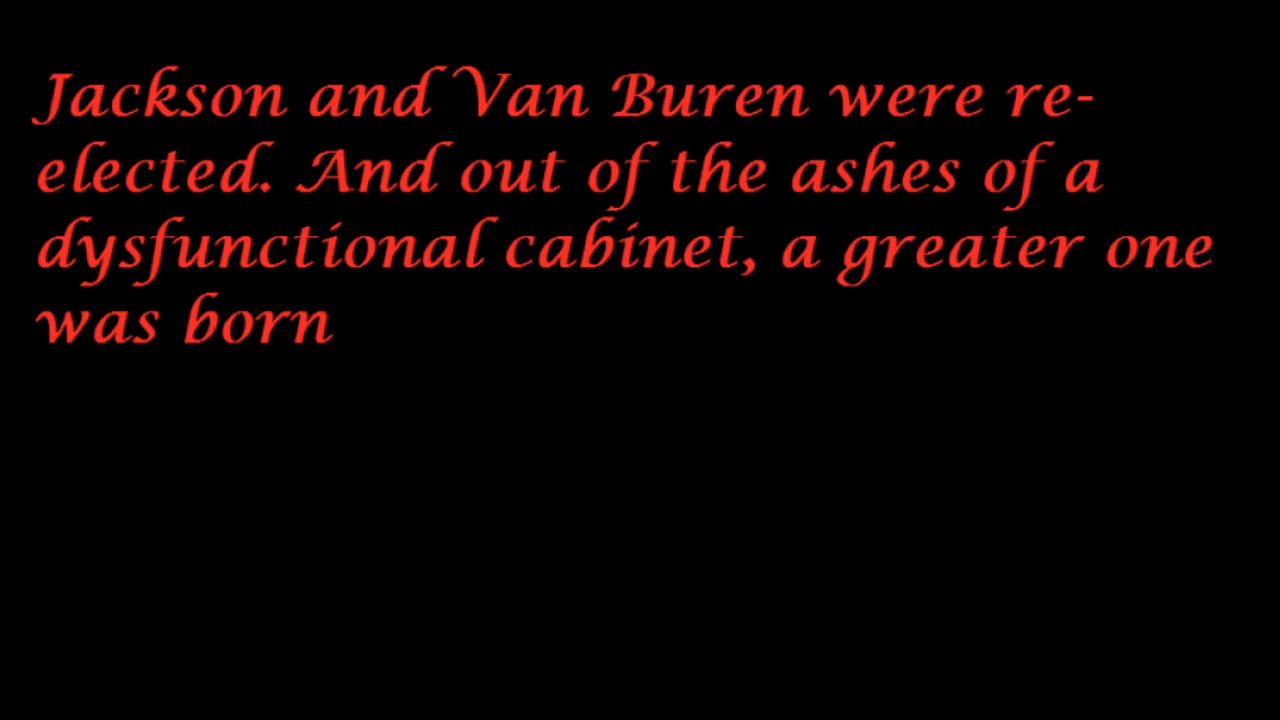 Jackson and Van Buren were re-
elected. And out of the ashes of a
dysfunctional cabinet, a greater one
was born